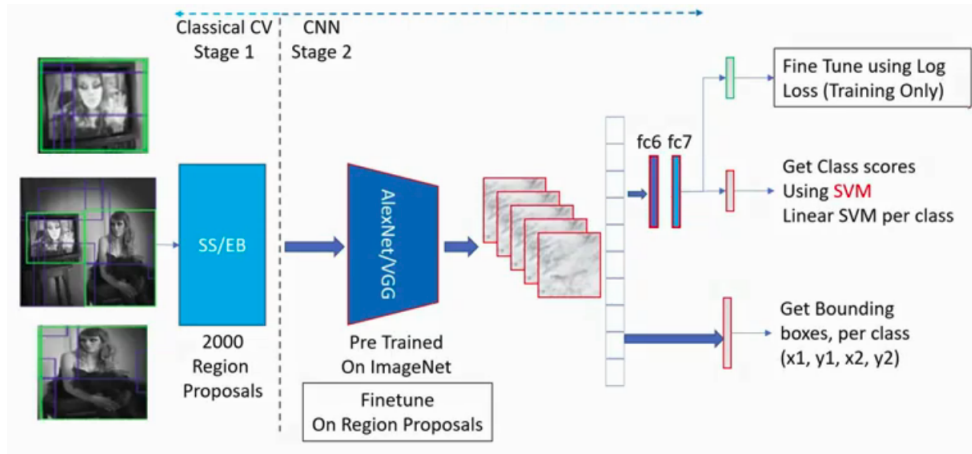 Classical CV
Stage 1
CNN
Stage 2
SS/EB
2000
Region
Proposals
AlexNet/VGG
Pre Trained
On ImageNet
Finetune
On Region Proposals
fc6 fc7
Fine Tune using Log
Loss (Training Only)
Get Class scores
Using SVM
Linear SVM per class
Get Bounding
boxes, per class
(x1, y1, x2, y2)